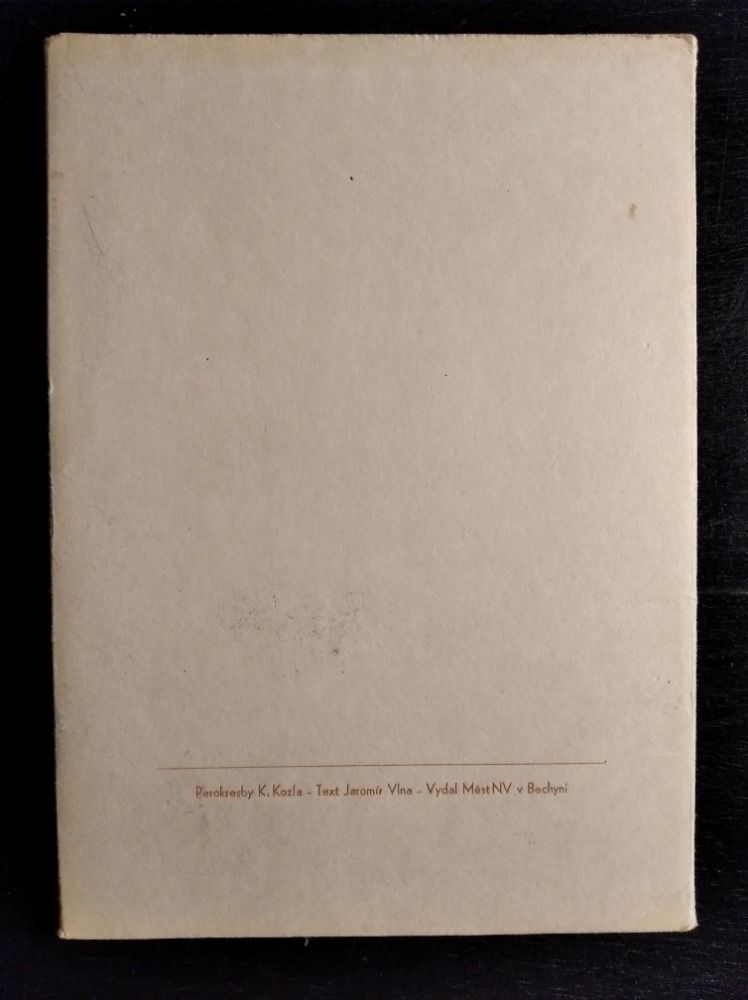 Perokresby K. Kozla - Text Jaromír Vlna - Vydal Měst NV v Bechyni